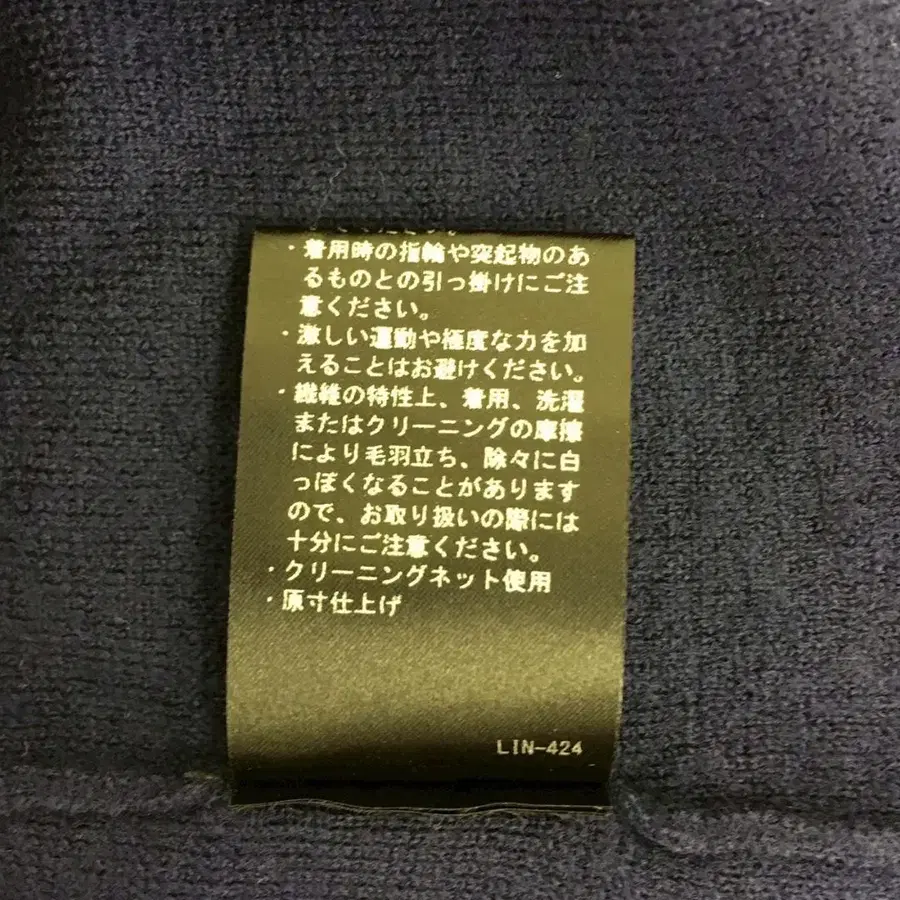 ください。
・着用時の指輪や突起物のあ
るものとの引っ掛けにご注
意ください。
・激しい運動や極度な力を加
えることはお避けください。
・繊維の特性上、着用、洗濯
またはクリーニングの摩擦
により毛羽立ち、除々に白
っぽくなることがあります
ので、お取り扱いの際には
十分にご注意ください。
・クリーニングネット使用
・原寸仕上げ
LIN-424